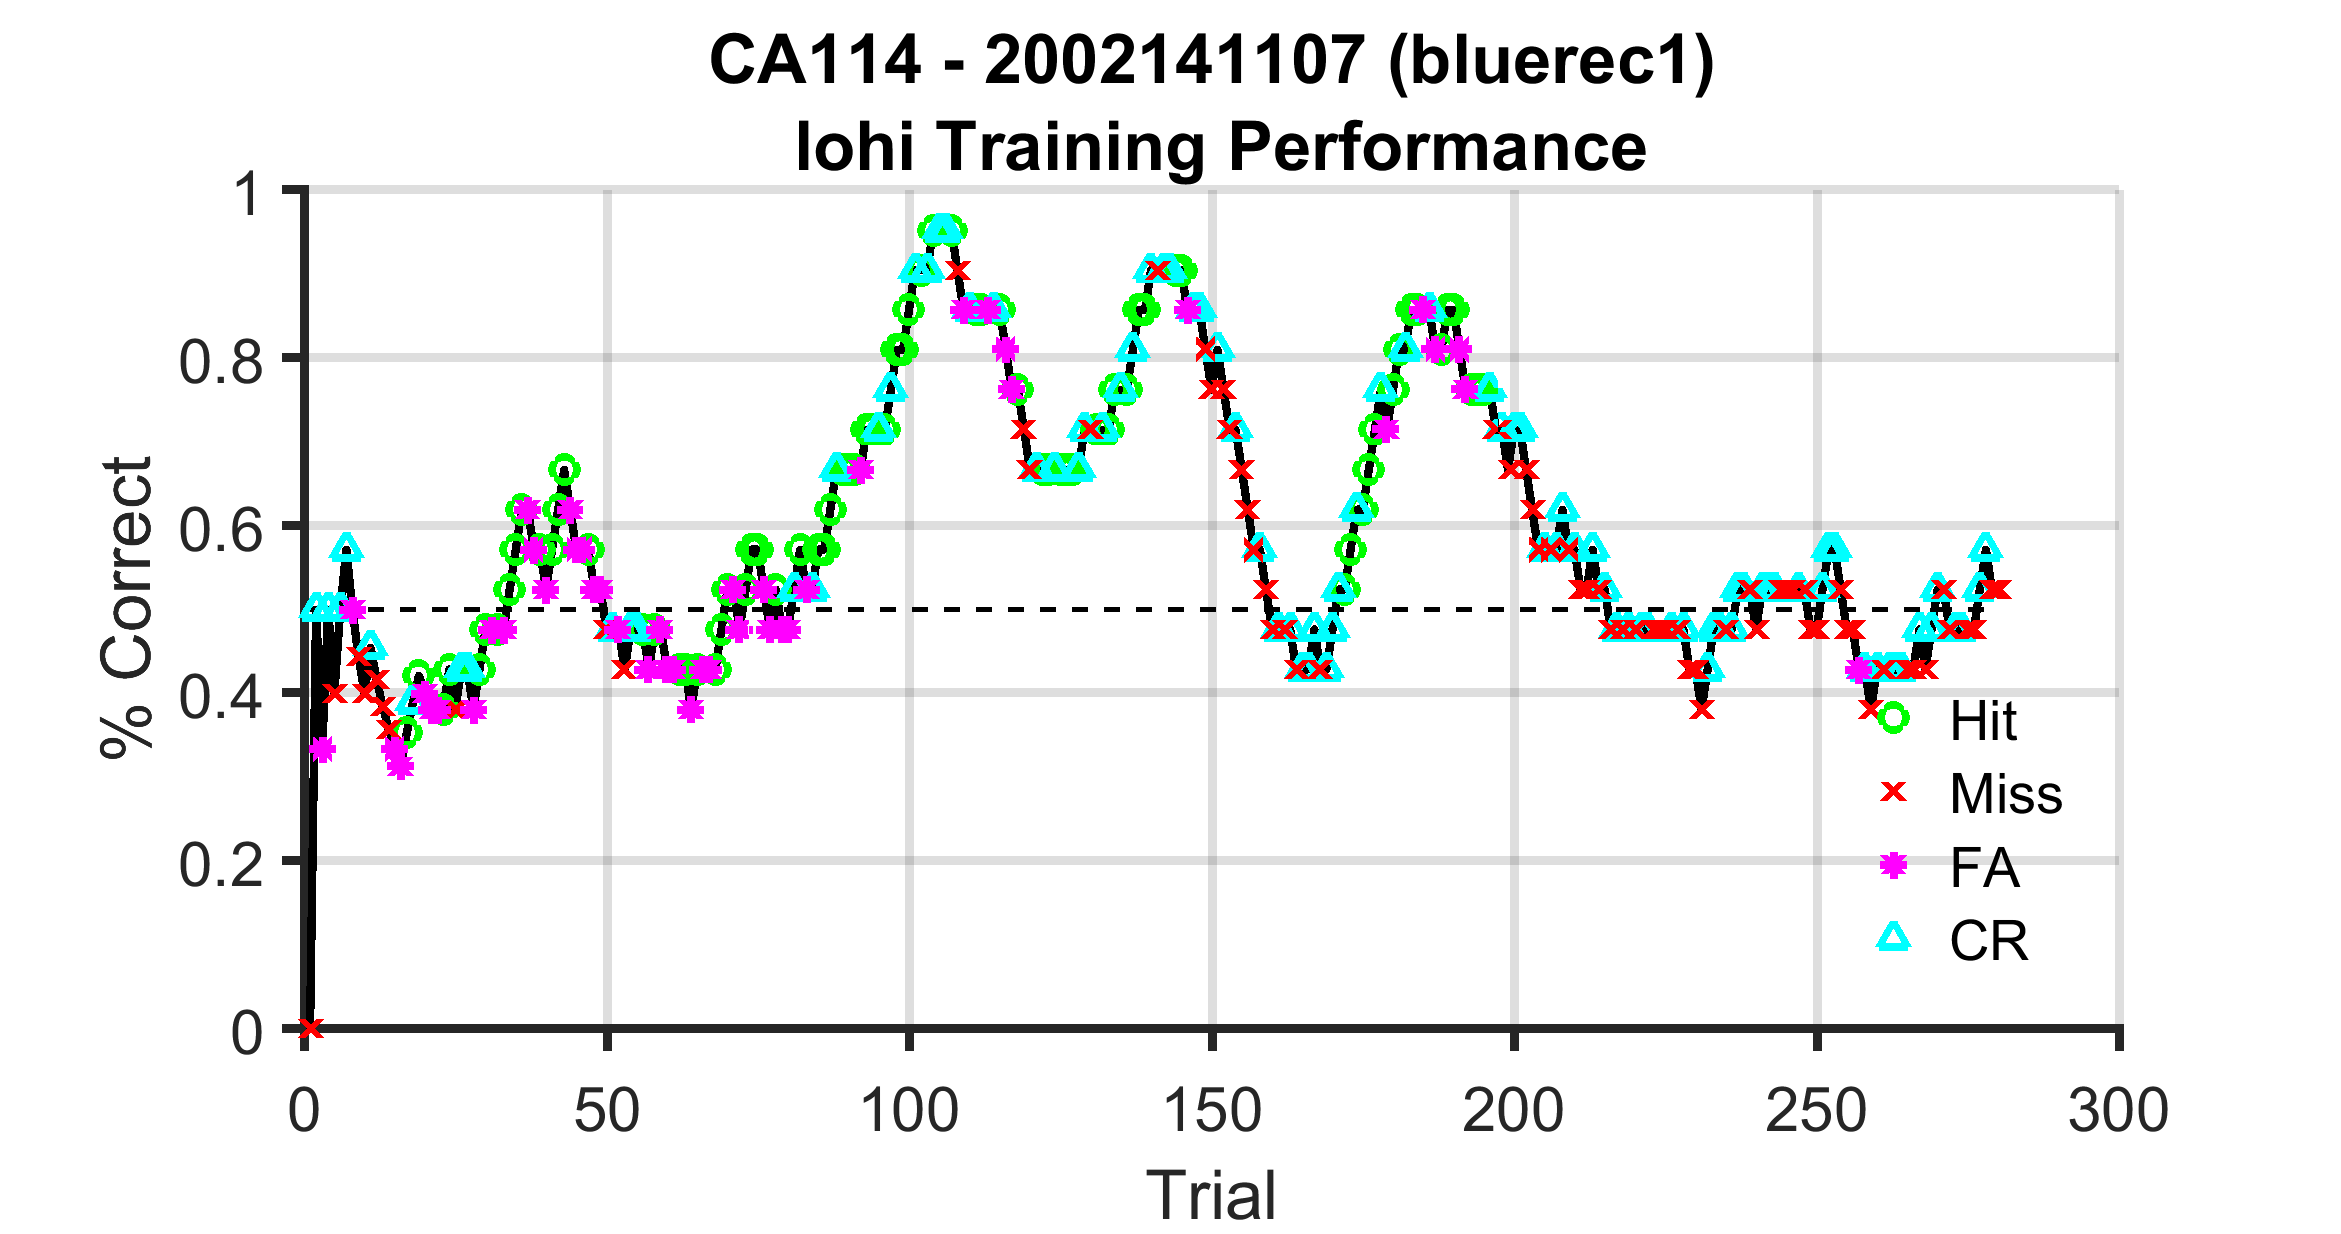 CA114 - 2002141107 (bluerec1)
lohi Training Performance
% Correct
1
0.8
0.6
0.4
0.2
0
0 50 100 150 200 250 300
Trial
Hit
Miss
FA
CR